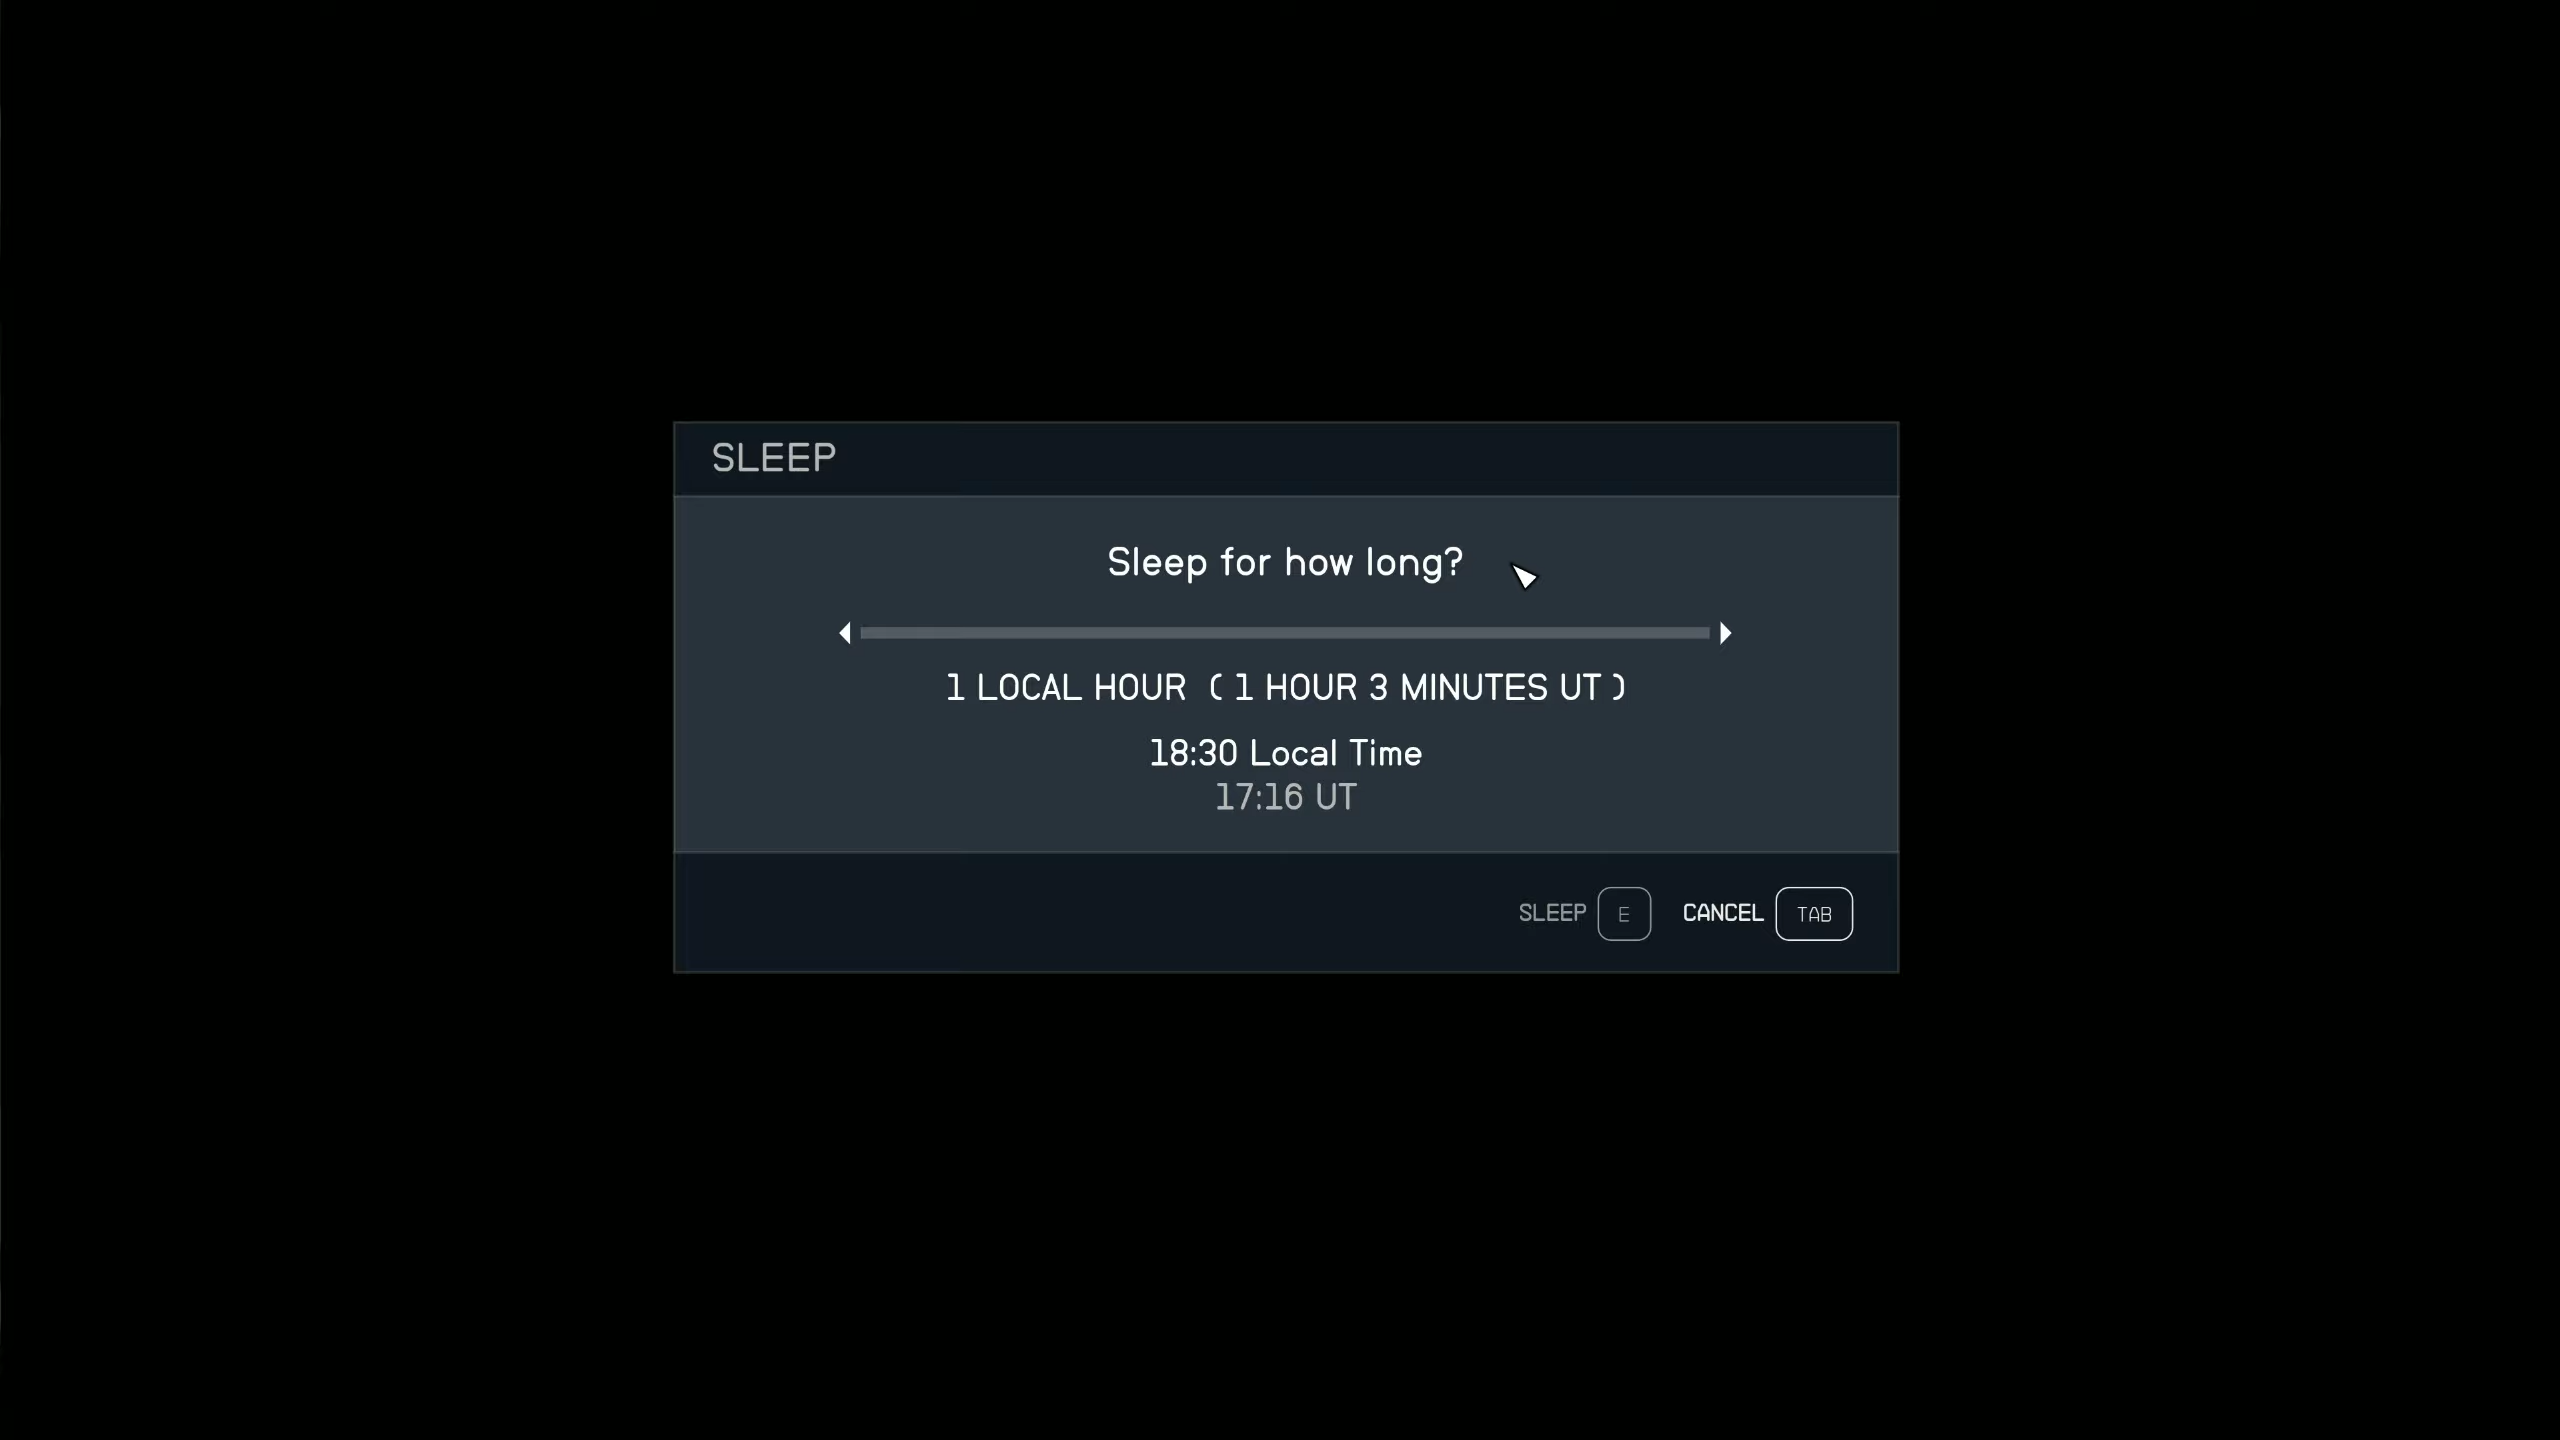 SLEEP
Sleep for how long?
1 LOCAL HOUR ( 1 HOUR 3 MINUTES UT )
18:30 Local Time
17:16 UT
SLEEP E CANCEL TAB